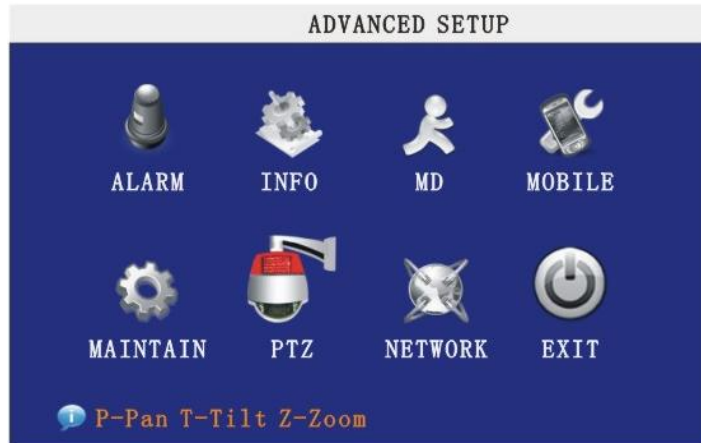 ADVANCED SETUP
ALARM INFO MD MOBILE
MAINTAIN PTZ NETWORK EXIT
P-Pan T-Tilt Z-Zoom